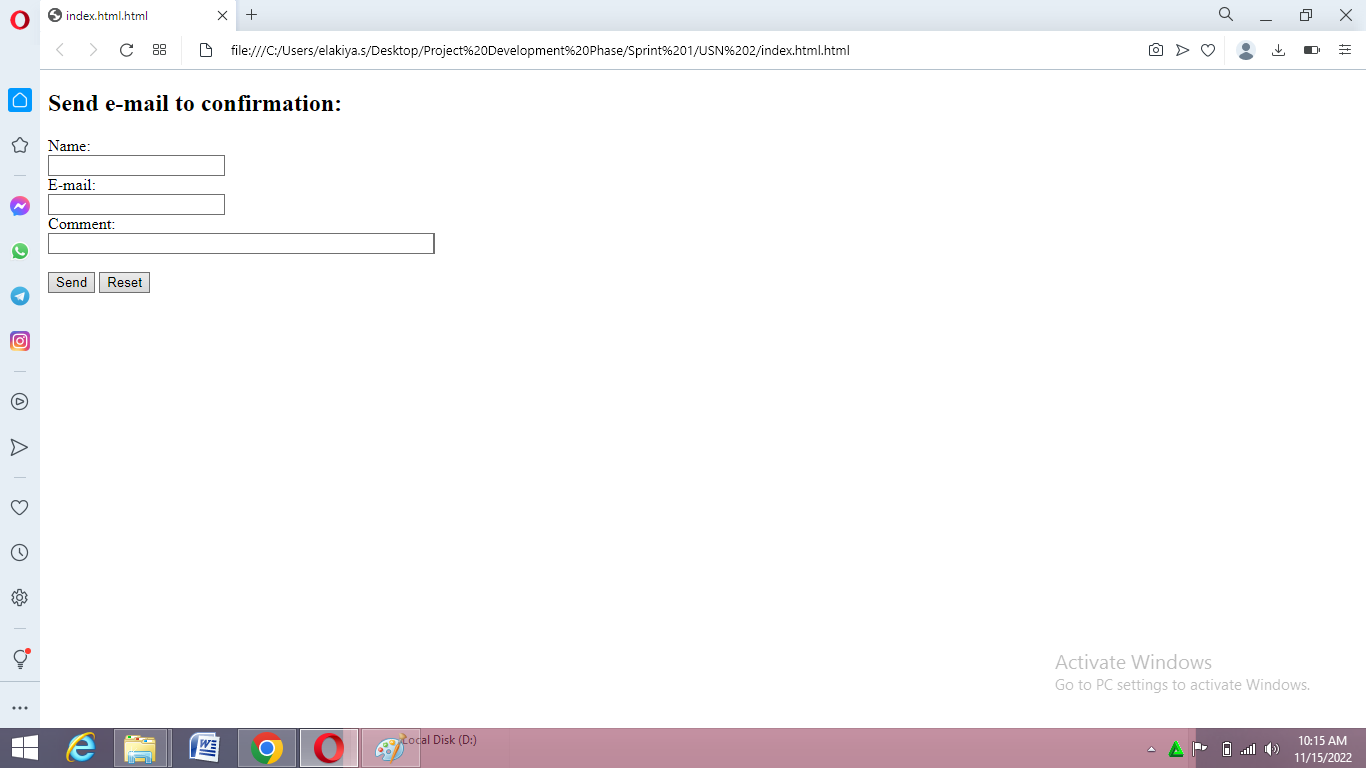 index.html.html
file:///C:/Users/elakiya.s/Desktop/Project%20Development%20Phase/Sprint%201/USN%202/index.html.html
Send e-mail to confirmation:
Name:
E-mail:
Comment:
Send Reset
Activate Windows
Go to PC settings to activate Windows.
Local Disk (D:)
10:15 AM
11/15/2022